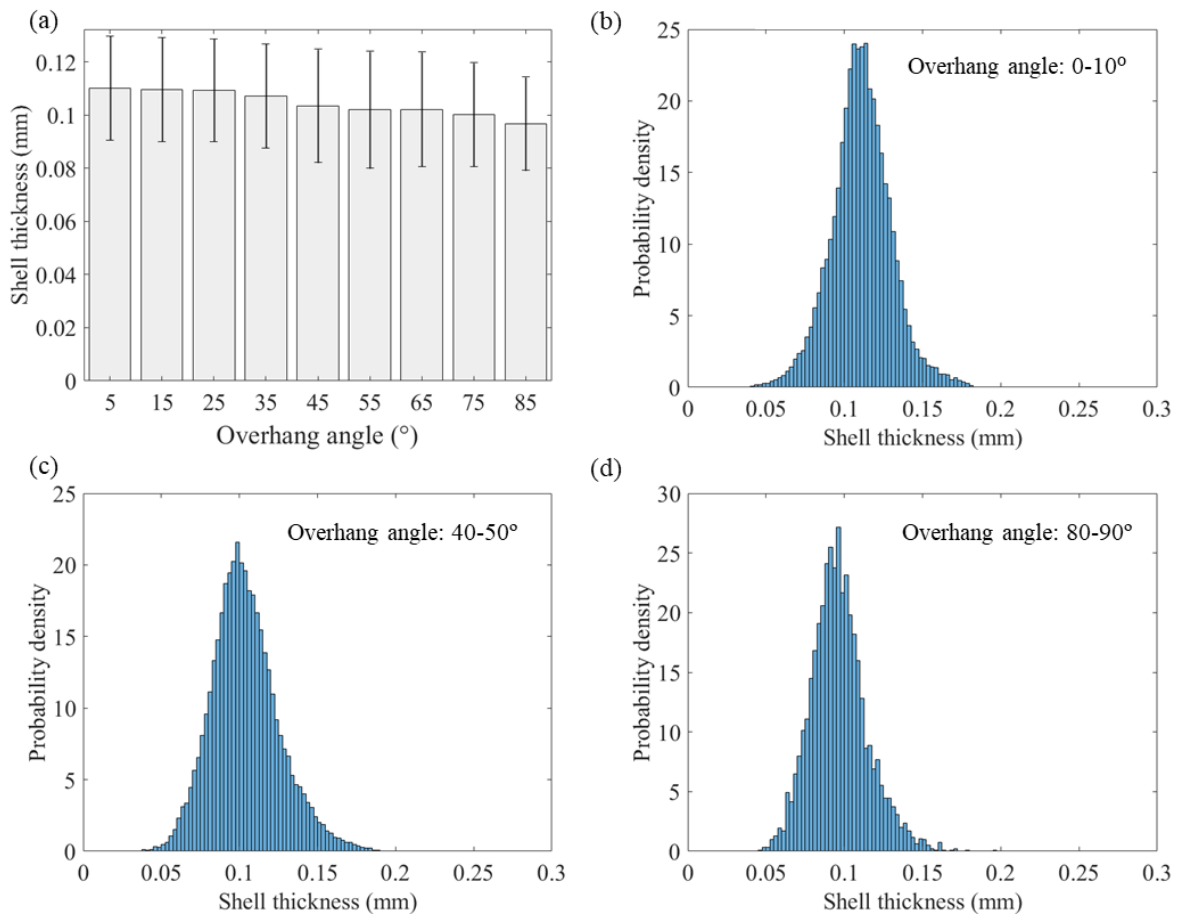 (a)
Shell thickness (mm)
0.12
0.1
0.08
0.06
0.04
0.02
0
5 15 25 35 45 55 65 75 85
Overhang angle (°)
(b)
Probability density
25
20
15
10
5
0
Overhang angle: 0-10°
0 0.05 0.1 0.15 0.2 0.25 0.3
Shell thickness (mm)
(c)
Probability density
25
20
15
10
5
0
Overhang angle: 40-50°
0 0.05 0.1 0.15 0.2 0.25 0.3
Shell thickness (mm)
(d)
Probability density
30
25
20
15
10
5
0
Overhang angle: 80-90°
0 0.05 0.1 0.15 0.2 0.25 0.3
Shell thickness (mm)